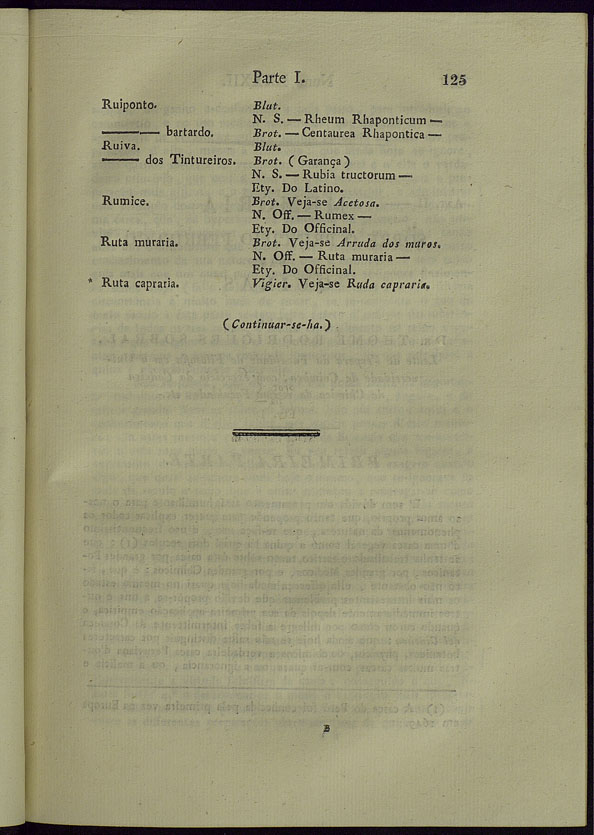 Parte I. 125
Ruiponto. Blut.
N. S. — Rheum Rhaponticum —
——— bartardo. Brot. — Centaurea Rhapontica —
Ruiva. Blut.
——— dos Tintureiros. Brot. ( Garança )
N. S. — Rubia tructorum —
Ety. Do Latino.
Rumice. Brot. Veja-se Acetosa.
N. Off. — Rumex —
Ety. Do Officinal.
Ruta muraria. Brot. Veja-se Arruda dos muros.
N. Off. — Ruta muraria —
Ety. Do Officinal.
* Ruta capraria. Vigier. Veja-se Ruda capraria.
( Continuar-se-ha. )
B